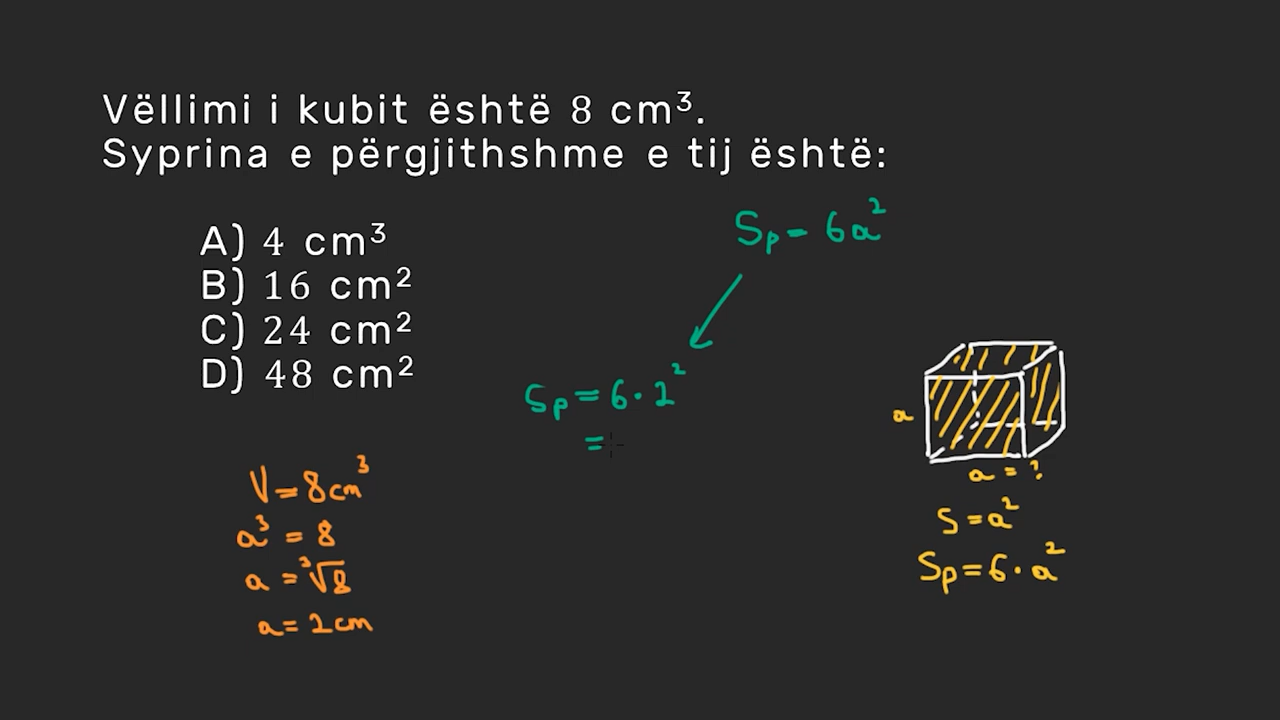 Vëllimi i kubit është 8 cm³.
Syprina e përgjithshme e tij është:
A) 4 cm³
B) 16 cm²
C) 24 cm²
D) 48 cm²
Sp = 6a²
Sp = 6 · 2²
=
V = 8cm³
a³ = 8
a = ³√8
a = 2cm
a
a = ?
S = a²
Sp = 6 · a²